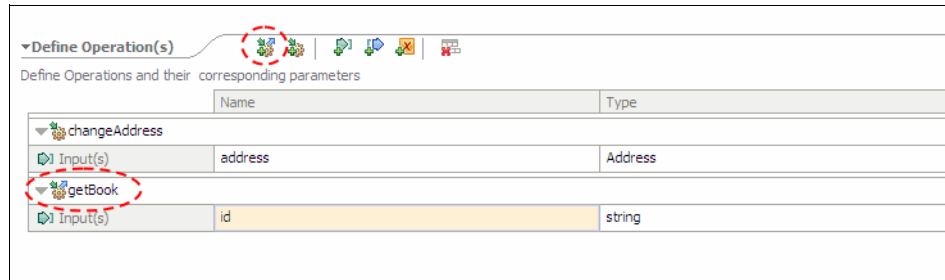 Define Operation(s)
Define Operations and their corresponding parameters
Name Type
changeAddress
Input(s) address Address
getBook
Input(s) id string